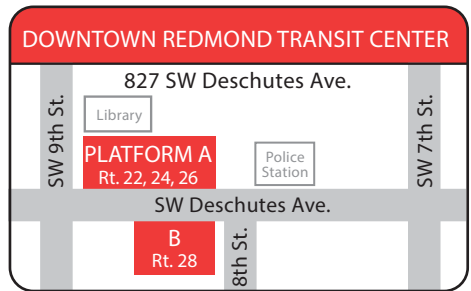 DOWNTOWN REDMOND TRANSIT CENTER
827 SW Deschutes Ave.
SW 9th St.
Library
PLATFORM A
Rt. 22, 24, 26
Police
Station
SW 7th St.
SW Deschutes Ave.
B
Rt. 28
8th St.